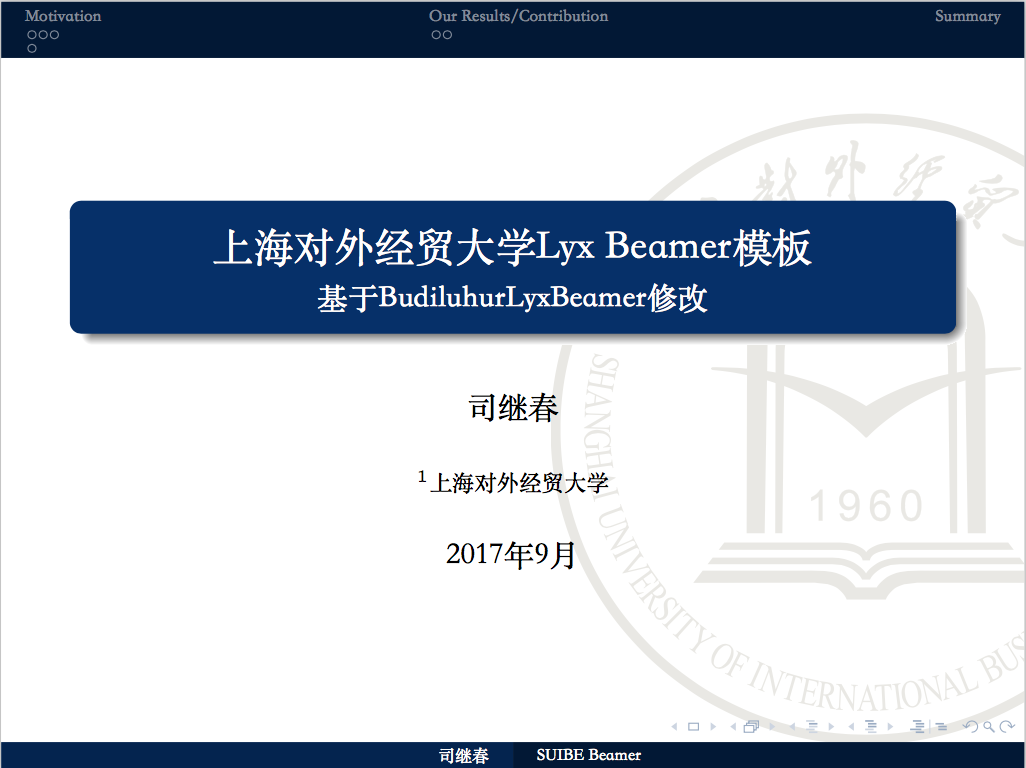 Motivation
Our Results/Contribution
Summary
上海对外经贸大学Lyx Beamer模板
基于BudiluhurLyxBeamer修改
司继春
1 上海对外经贸大学
2017年9月
对外经贸
1960
SHANGHAI UNIVERSITY OF INTERNATIONAL BUS
司继春
SUIBE Beamer